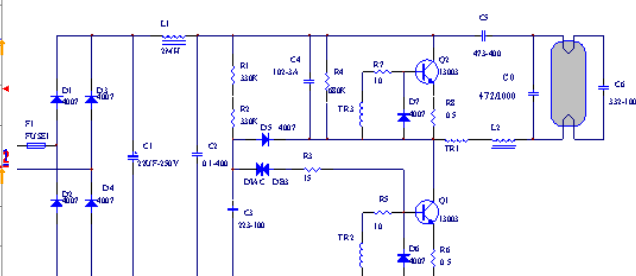 L1
2MH
C5
473-400
D1
4007
D3
4007
R1
330K
C4
102-3A
R4
680K
R7
10
Q2
13003
C0
472/1000
C6
332-100
R2
330K
TR3
D7
4007
R8
0.5
F1
FUSE1
D5 4007
TR1
L2
C1
22UF-250V
C2
0.1-400
R3
15
DIAC DB3
D2
4007
D4
4007
C3
223-100
R5
10
Q1
13003
TR2
D6
4007
R6
0.5